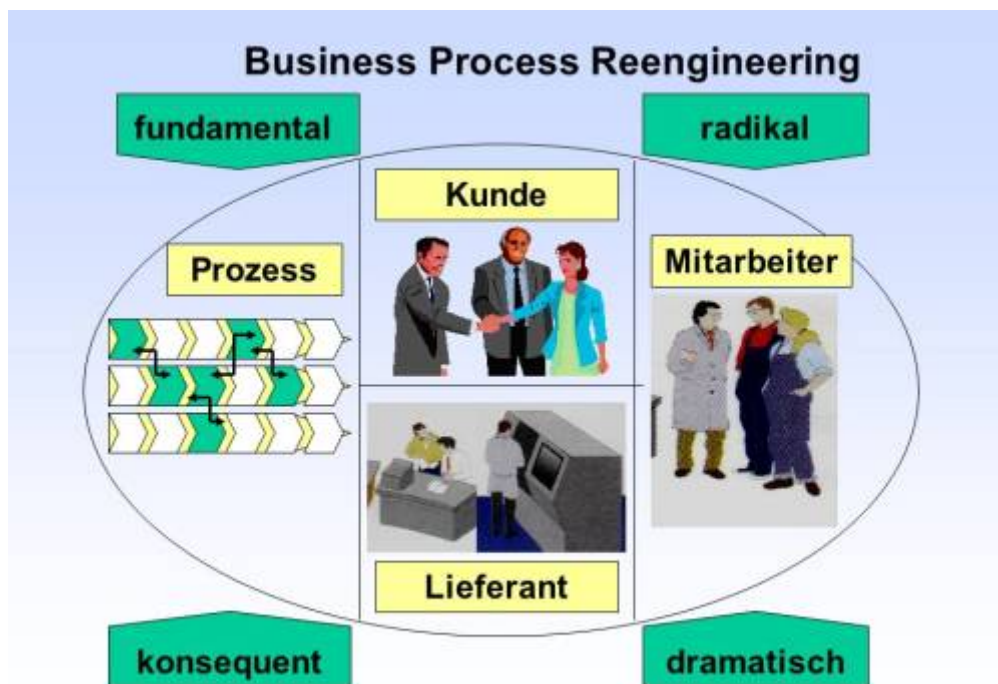 Business Process Reengineering
fundamental
radikal
Kunde
Prozess
Mitarbeiter
Lieferant
konsequent
dramatisch